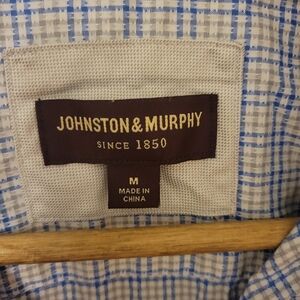 JOHNSTON & MURPHY
SINCE 1850
M
MADE IN
CHINA